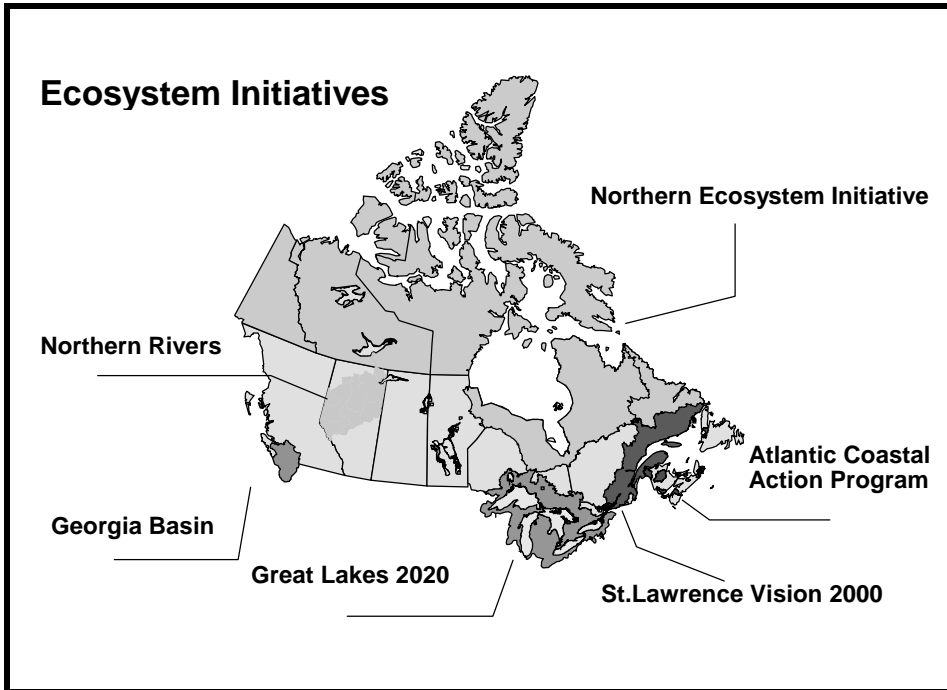 Ecosystem Initiatives
Northern Ecosystem Initiative
Northern Rivers
Atlantic Coastal
Action Program
Georgia Basin
Great Lakes 2020
St.Lawrence Vision 2000